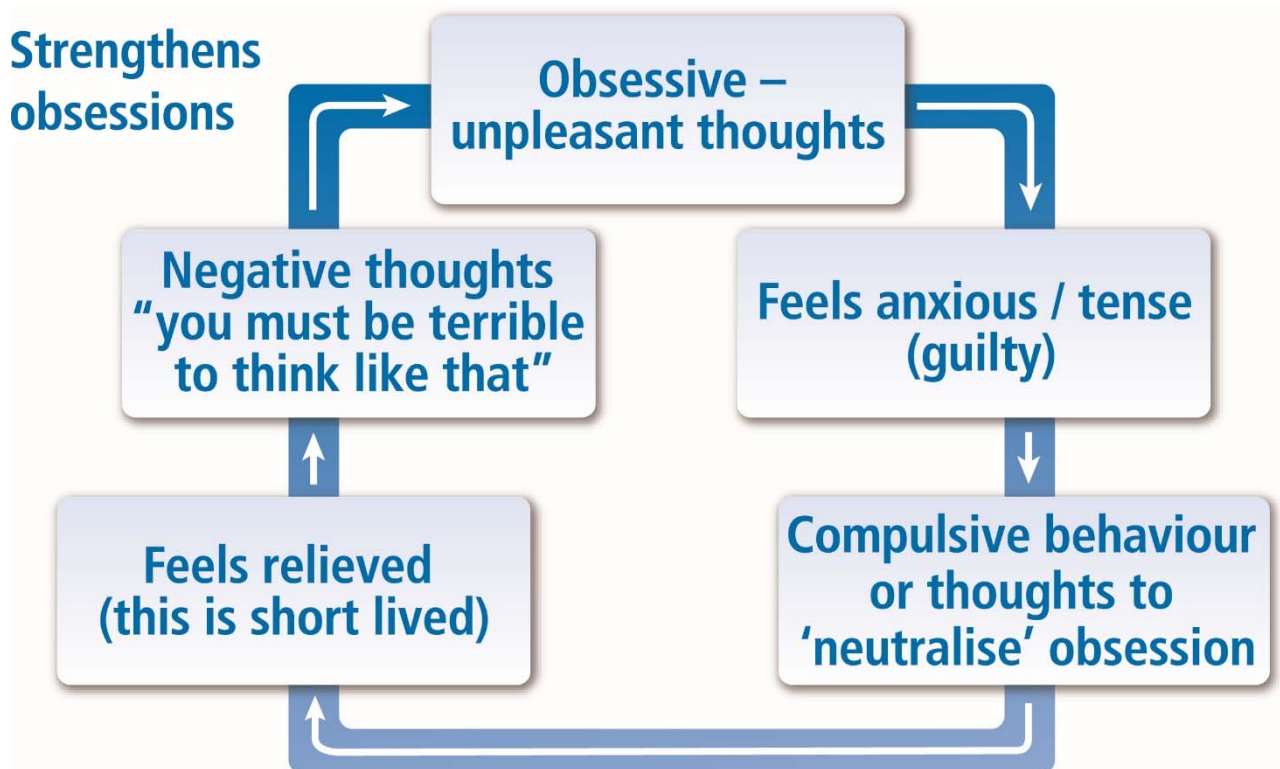 Strengthens
obsessions
Obsessive –
unpleasant thoughts
Feels anxious / tense
(guilty)
Compulsive behaviour
or thoughts to
‘neutralise’ obsession
Feels relieved
(this is short lived)
Negative thoughts
“you must be terrible
to think like that”